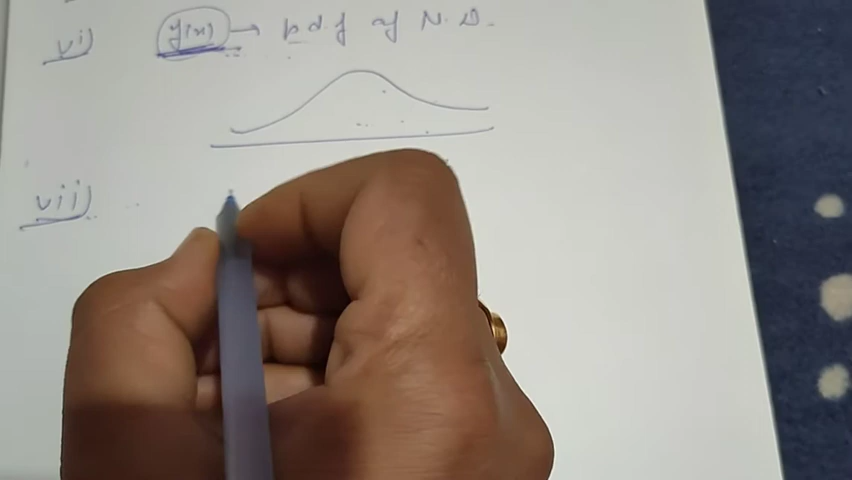 vi) f(x) → p d f of N.D.
vii)